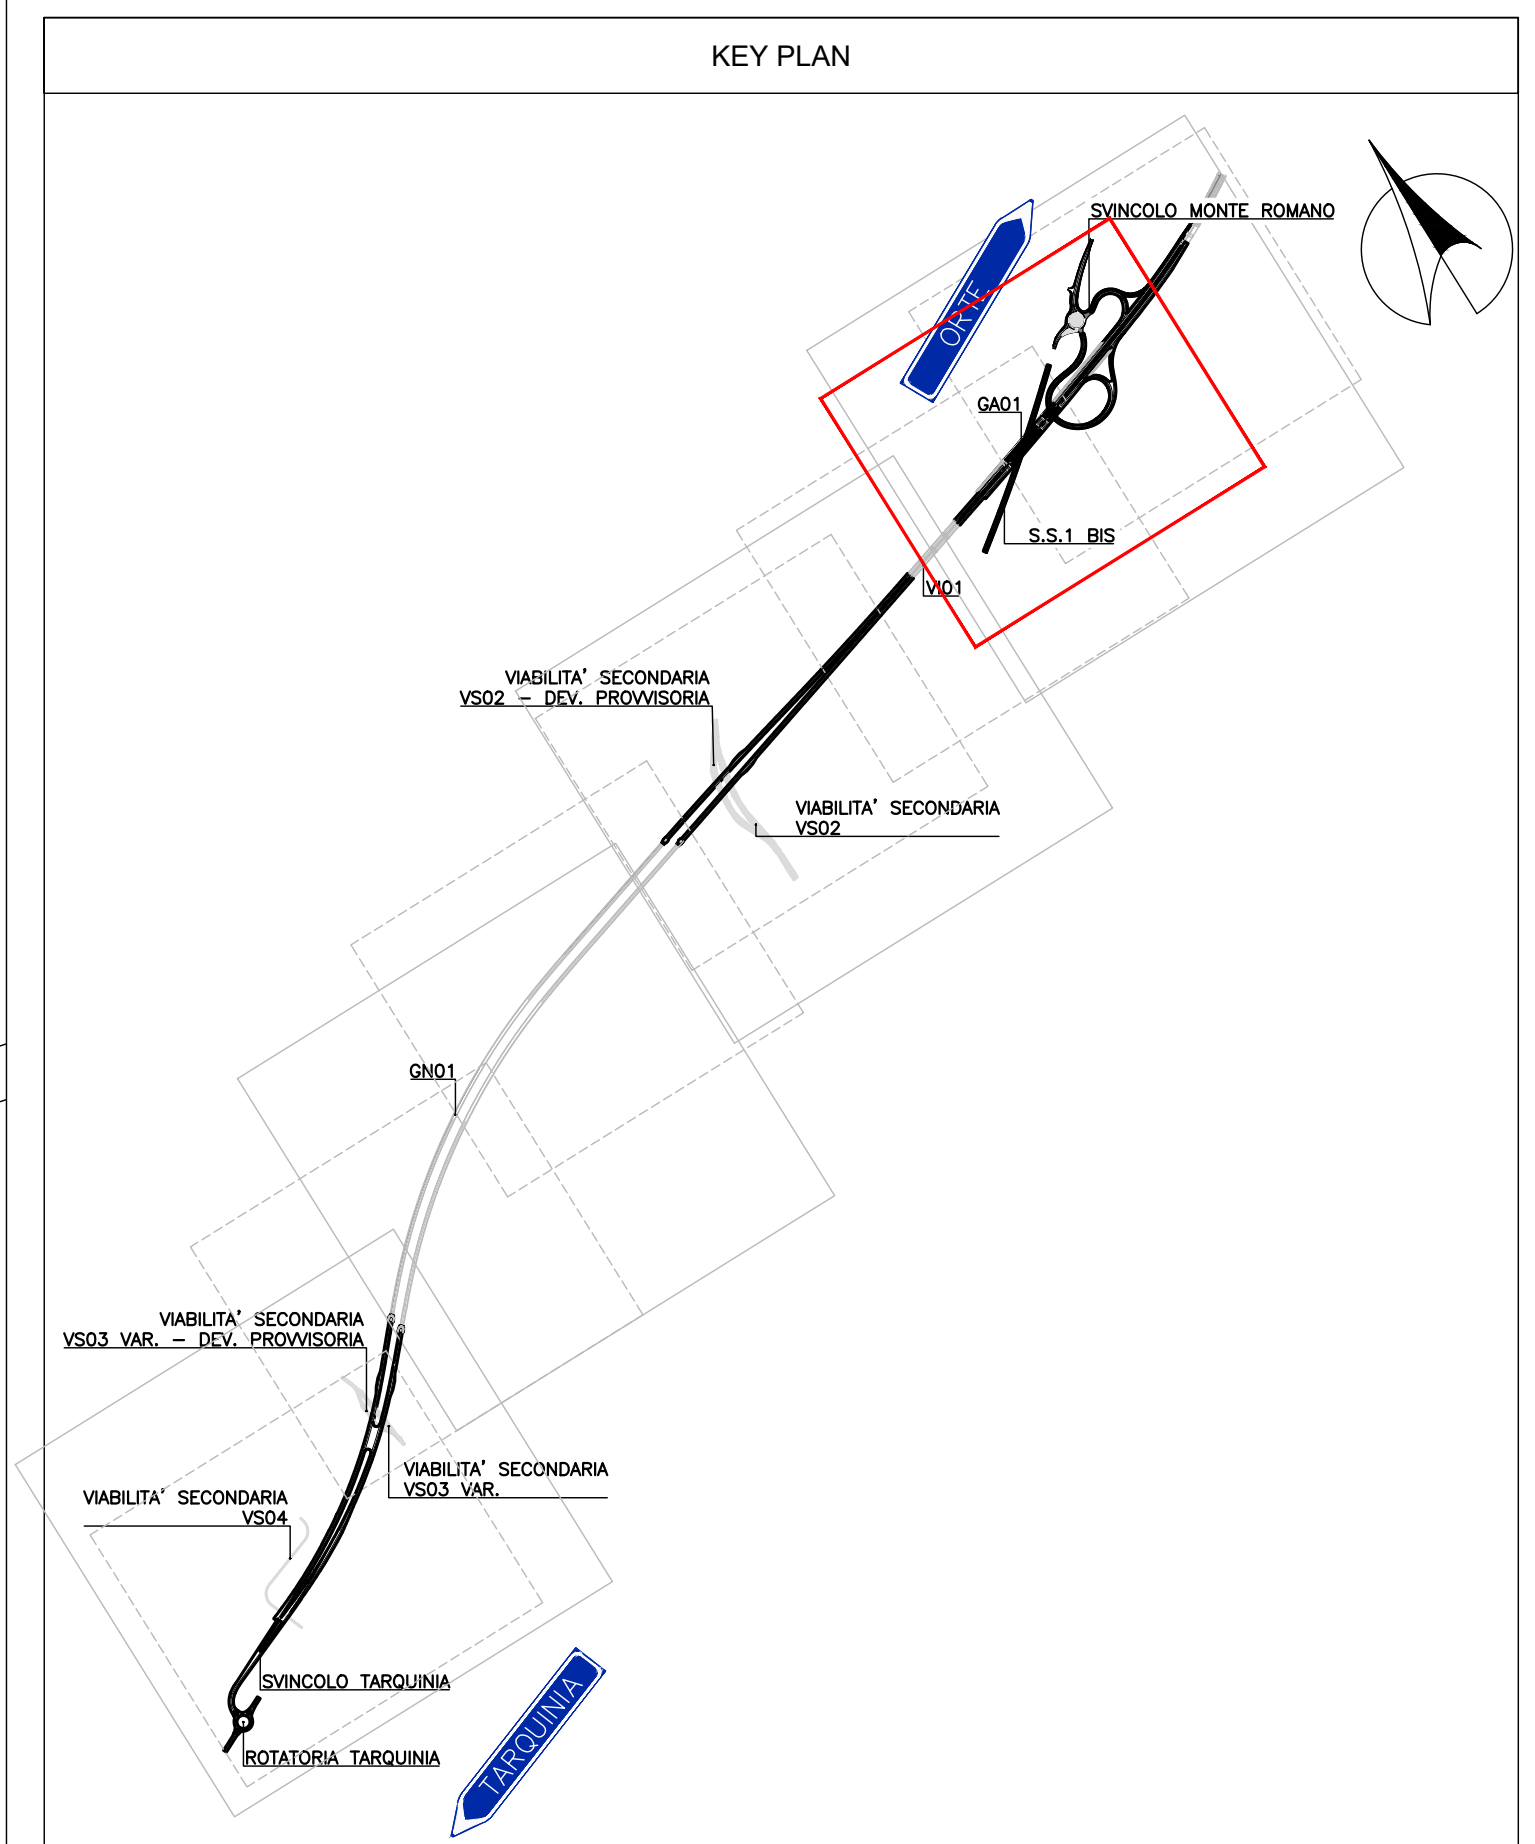 KEY PLAN
SVINCOLO MONTE ROMANO
ORTE
GA01
S.S.1 BIS
VI01
VIABILITA' SECONDARIA
VS02 - DEV. PROVVISORIA
VIABILITA' SECONDARIA
VS02
GN01
VIABILITA' SECONDARIA
VS03 VAR. - DEV. PROVVISORIA
VIABILITA' SECONDARIA
VS03 VAR.
VIABILITA' SECONDARIA
VS04
SVINCOLO TARQUINIA
TARQUINIA
ROTATORIA TARQUINIA